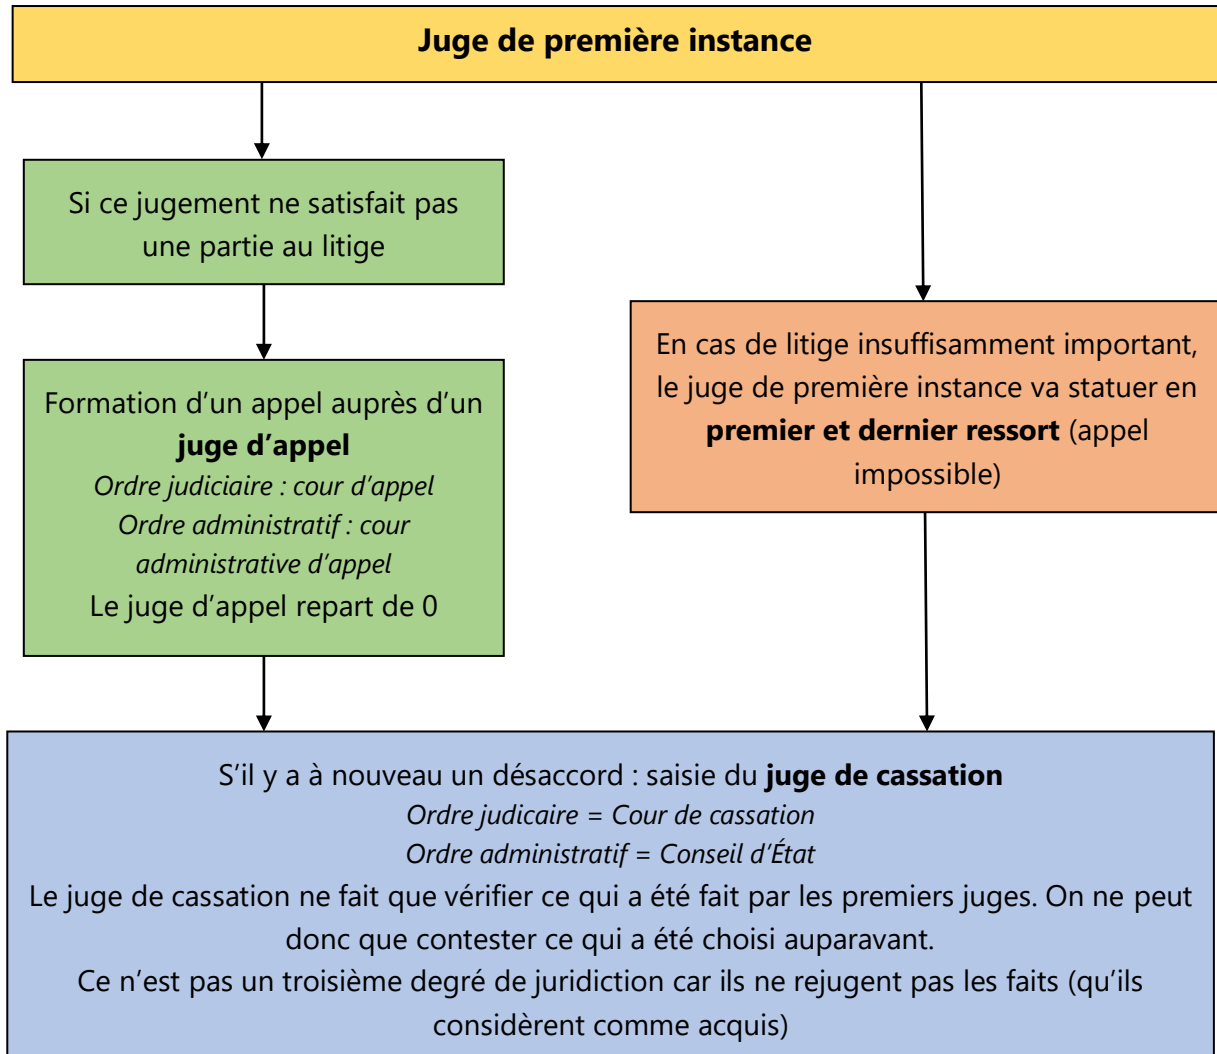 Juge de première instance
Si ce jugement ne satisfait pas
une partie au litige
Formation d'un appel auprès d'un
juge d'appel
Ordre judiciaire : cour d'appel
Ordre administratif : cour
administrative d'appel
Le juge d'appel repart de 0
En cas de litige insuffisamment important,
le juge de première instance va statuer en
premier et dernier ressort (appel
impossible)
S'il y a à nouveau un désaccord : saisie du juge de cassation
Ordre judicaire = Cour de cassation
Ordre administratif = Conseil d'État
Le juge de cassation ne fait que vérifier ce qui a été fait par les premiers juges. On ne peut
donc que contester ce qui a été choisi auparavant.
Ce n'est pas un troisième degré de juridiction car ils ne rejugent pas les faits (qu'ils
considèrent comme acquis)